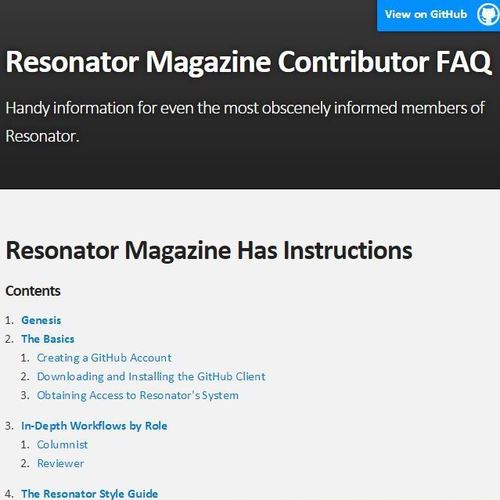 View on GitHub
Resonator Magazine Contributor FAQ
Handy information for even the most obscenely informed members of
Resonator.
Resonator Magazine Has Instructions
Contents
1. Genesis
2. The Basics
1. Creating a GitHub Account
2. Downloading and Installing the GitHub Client
3. Obtaining Access to Resonator's System
3. In-Depth Workflows by Role
1. Columnist
2. Reviewer
4. The Resonator Style Guide